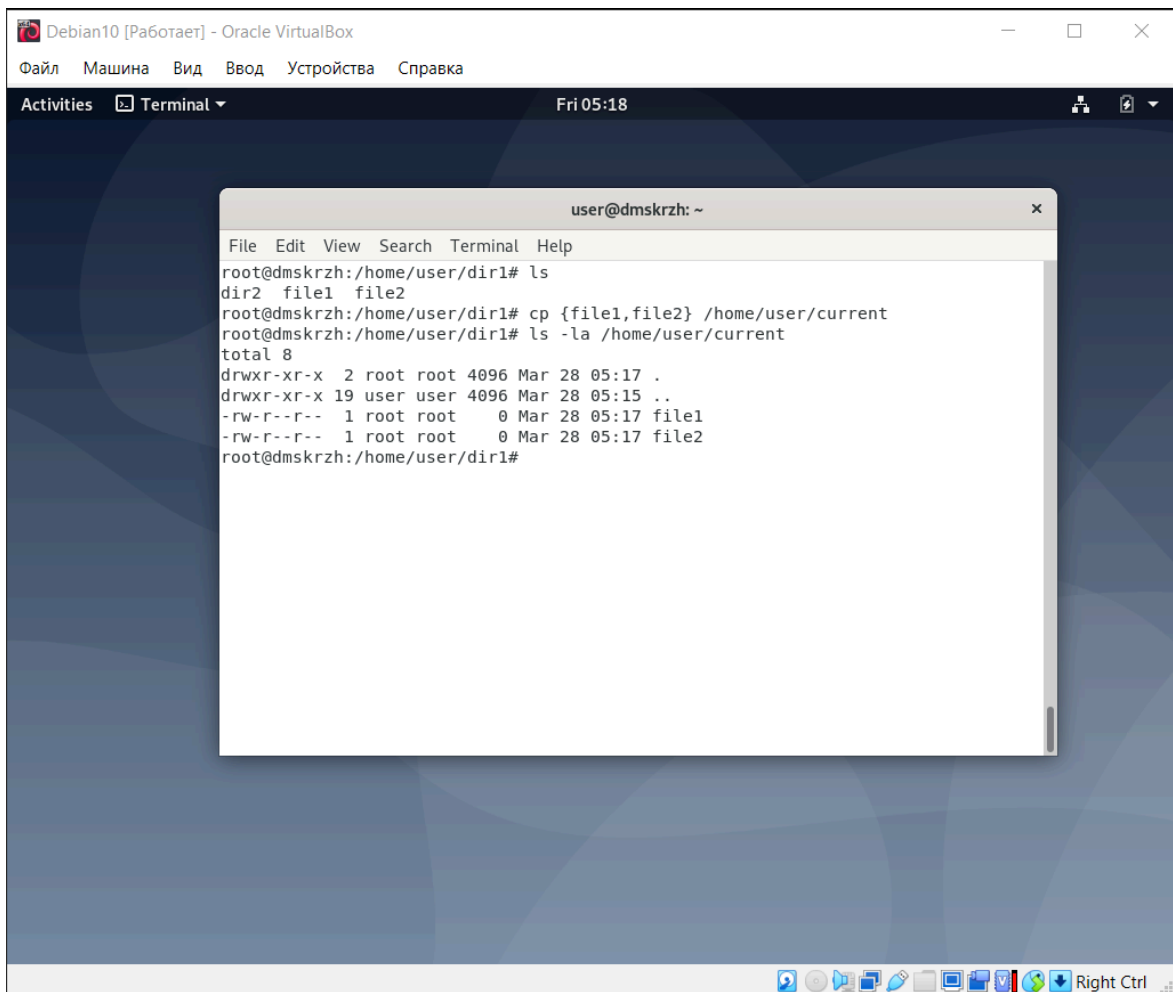 Debian10 [Работает] - Oracle VirtualBox
Файл Машина Вид Ввод Устройства Справка
Activities Terminal Fri 05:18
user@dmskrzh: ~
File Edit View Search Terminal Help
root@dmskrzh:/home/user/dir1# ls
dir2  file1  file2
root@dmskrzh:/home/user/dir1# cp {file1,file2} /home/user/current
root@dmskrzh:/home/user/dir1# ls -la /home/user/current
total 8
drwxr-xr-x  2 root root 4096 Mar 28 05:17 .
drwxr-xr-x 19 user user 4096 Mar 28 05:15 ..
-rw-r--r--  1 root root    0 Mar 28 05:17 file1
-rw-r--r--  1 root root    0 Mar 28 05:17 file2
root@dmskrzh:/home/user/dir1#
Right Ctrl